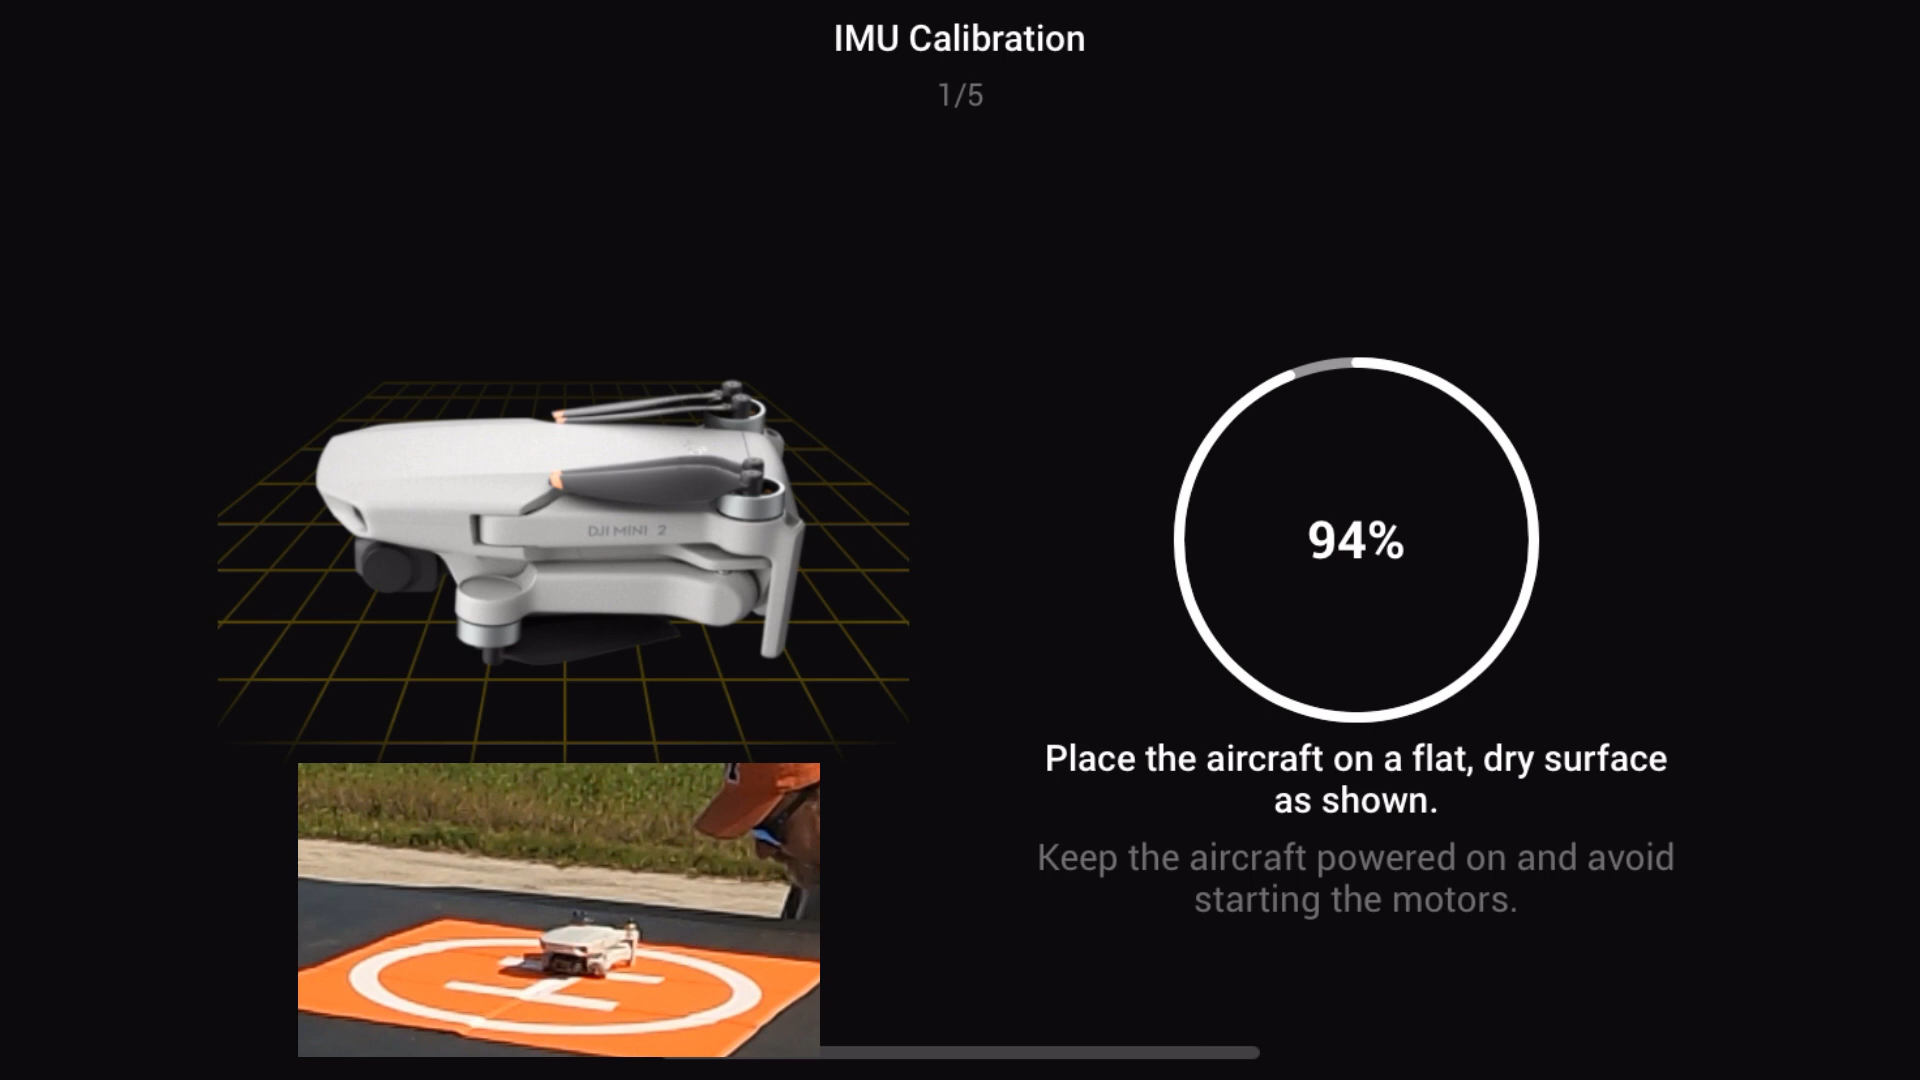 IMU Calibration
1/5
DJI MINI 2
94%
Place the aircraft on a flat, dry surface
as shown.
Keep the aircraft powered on and avoid
starting the motors.
H